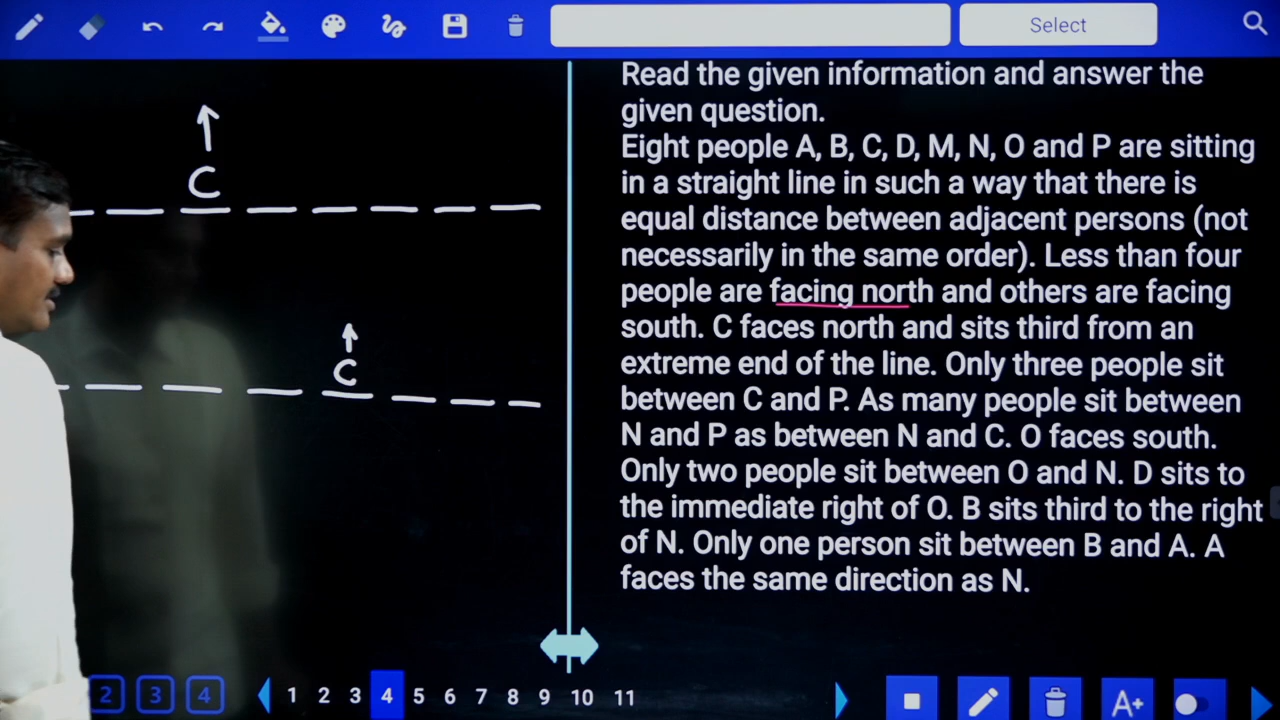 Select
Read the given information and answer the
given question.
Eight people A, B, C, D, M, N, O and P are sitting
in a straight line in such a way that there is
equal distance between adjacent persons (not
necessarily in the same order). Less than four
people are facing north and others are facing
south. C faces north and sits third from an
extreme end of the line. Only three people sit
between C and P. As many people sit between
N and P as between N and C. O faces south.
Only two people sit between O and N. D sits to
the immediate right of O. B sits third to the right
of N. Only one person sit between B and A. A
faces the same direction as N.
C
C
2 3 4 1 2 3 4 5 6 7 8 9 10 11 A+